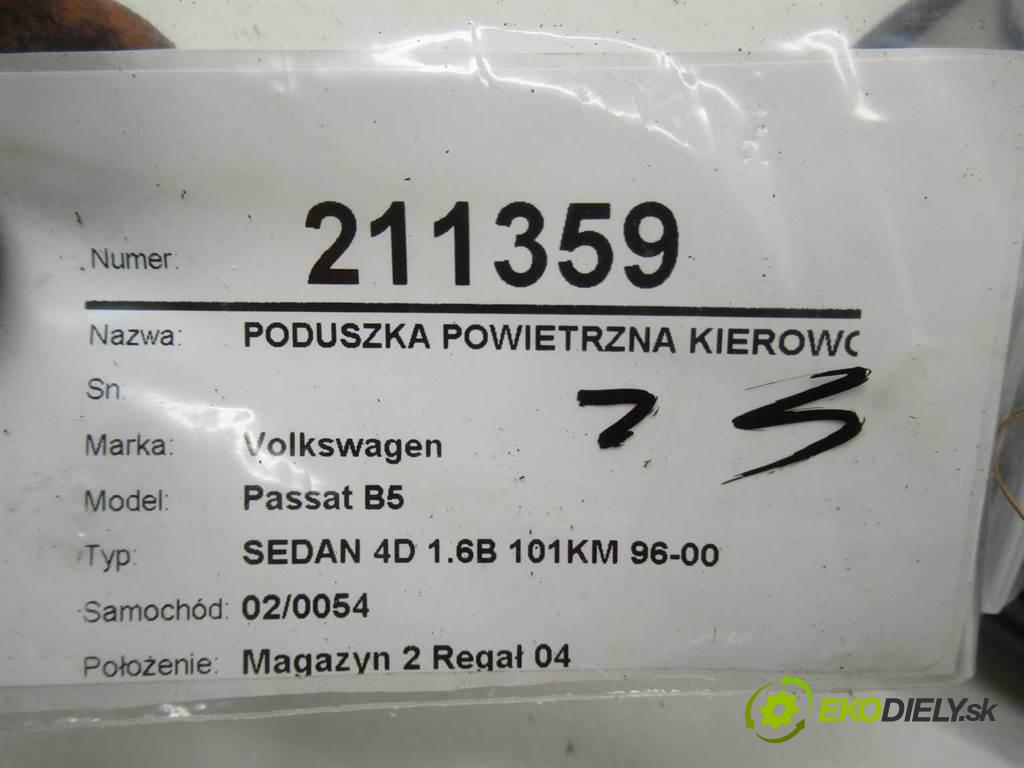 Numer: 211359
Nazwa: PODUSZKA POWIETRZNA KIEROWC
Sn:
Marka: Volkswagen
Model: Passat B5
Typ: SEDAN 4D 1.6B 101KM 96-00
Samochód: 02/0054
Położenie: Magazyn 2 Regał 04
EKODIELY.sk